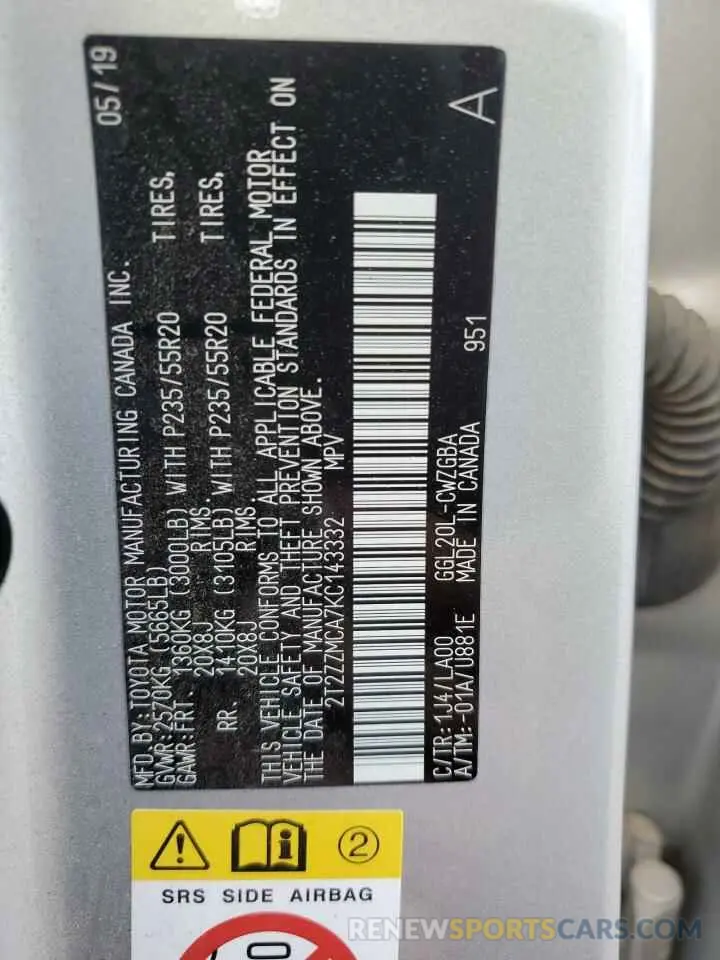 MFD.BY:TOYOTA MOTOR MANUFACTURING CANADA INC. 05/19
GVWR:2570KG (5665LB)
GAWR:FRT. 1360KG (3000LB) WITH P235/55R20 TIRES,
20X8J RIMS.
RR. 1410KG (3105LB) WITH P235/55R20 TIRES,
20X8J RIMS.
THIS VEHICLE CONFORMS TO ALL APPLICABLE FEDERAL MOTOR
VEHICLE SAFETY AND THEFT PREVENTION STANDARDS IN EFFECT ON
THE DATE OF MANUFACTURE SHOWN ABOVE.
2T2ZZMCA7KC143332 MPV
C/TR:1J4/LA00 GGL20L-CWZGBA A
A/TM:-01A/U881E MADE IN CANADA 951
2
SRS SIDE AIRBAG
RENEWSPORTSCARS.COM